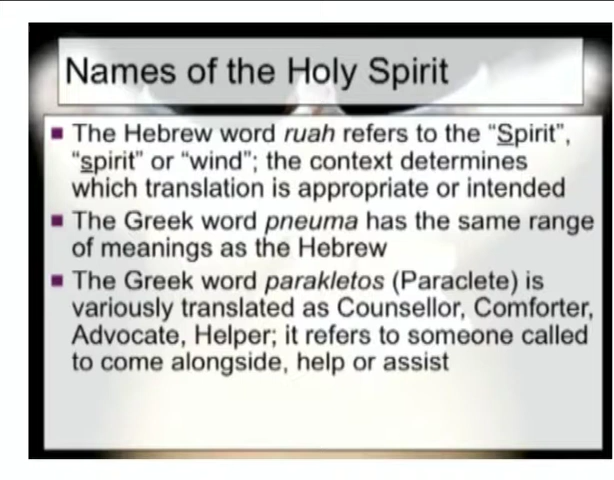 Names of the Holy Spirit
■ The Hebrew word ruah refers to the “Spirit”,
“spirit” or “wind”; the context determines
which translation is appropriate or intended
■ The Greek word pneuma has the same range
of meanings as the Hebrew
■ The Greek word parakletos (Paraclete) is
variously translated as Counsellor, Comforter,
Advocate, Helper; it refers to someone called
to come alongside, help or assist